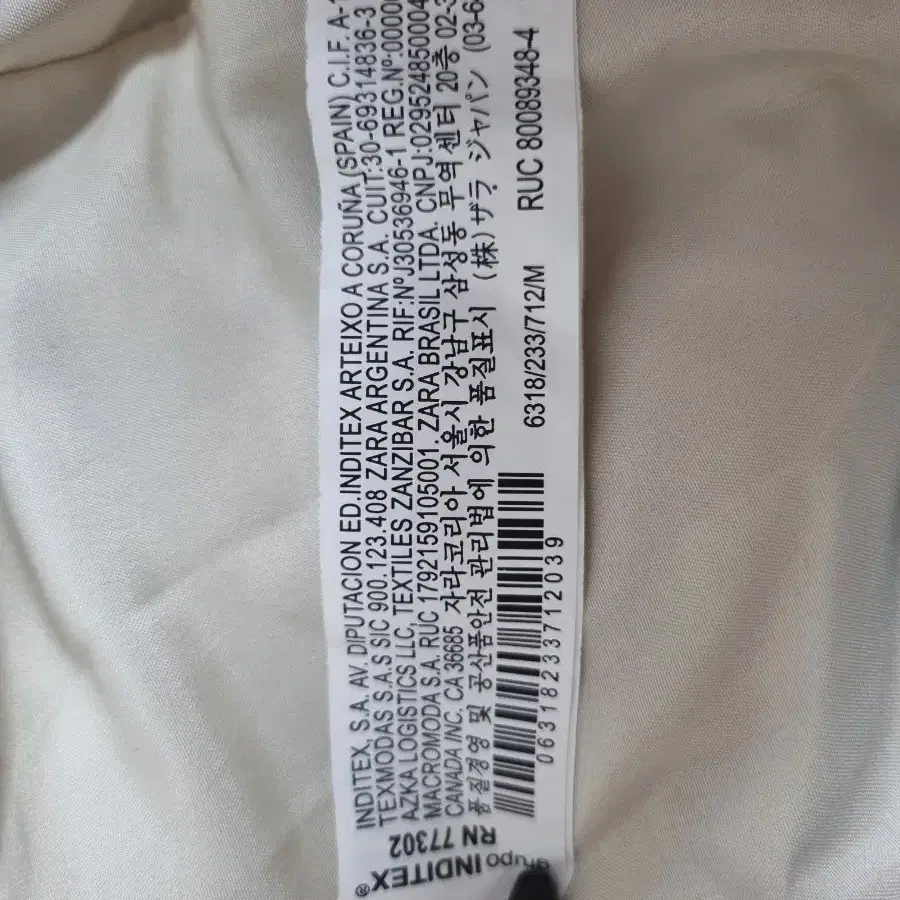 grupo INDITEX®
RN 77302
INDITEX, S.A. AV. DIPUTACION ED.INDITEX ARTEIXO A CORUÑA (SPAIN) C.I.F. A-1
TEXMODAS S.A.S SIC 900.123.408 ZARA ARGENTINA S.A. CUIT:30-69314836-3
AZKA LOGISTICS LLC, TEXTILES ZANZIBAR S.A. RIF:NºJ30536946-1 REG.Nº:0000
MACROMODA S.A. RUC 1792159105001. ZARA BRASIL LTDA. CNPJ:029524850004
CANADA INC. CA 36685 자라코리아 서울시 강남구 삼성동 무역센터 20층 02-3
품질경영 및 공산품안전 관리법에 의한 품질표시 (株)ザラ ジャパン (03-6
6318/233/712/M RUC 80089348-4
06318233712039